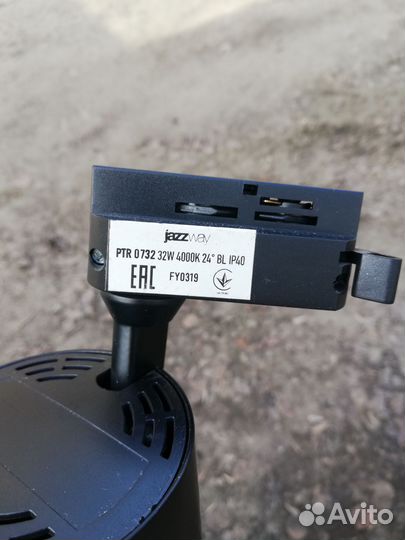 jazzway
PTR 0732 32W 4000K 24° BL IP40
EAC FY0319
Avito